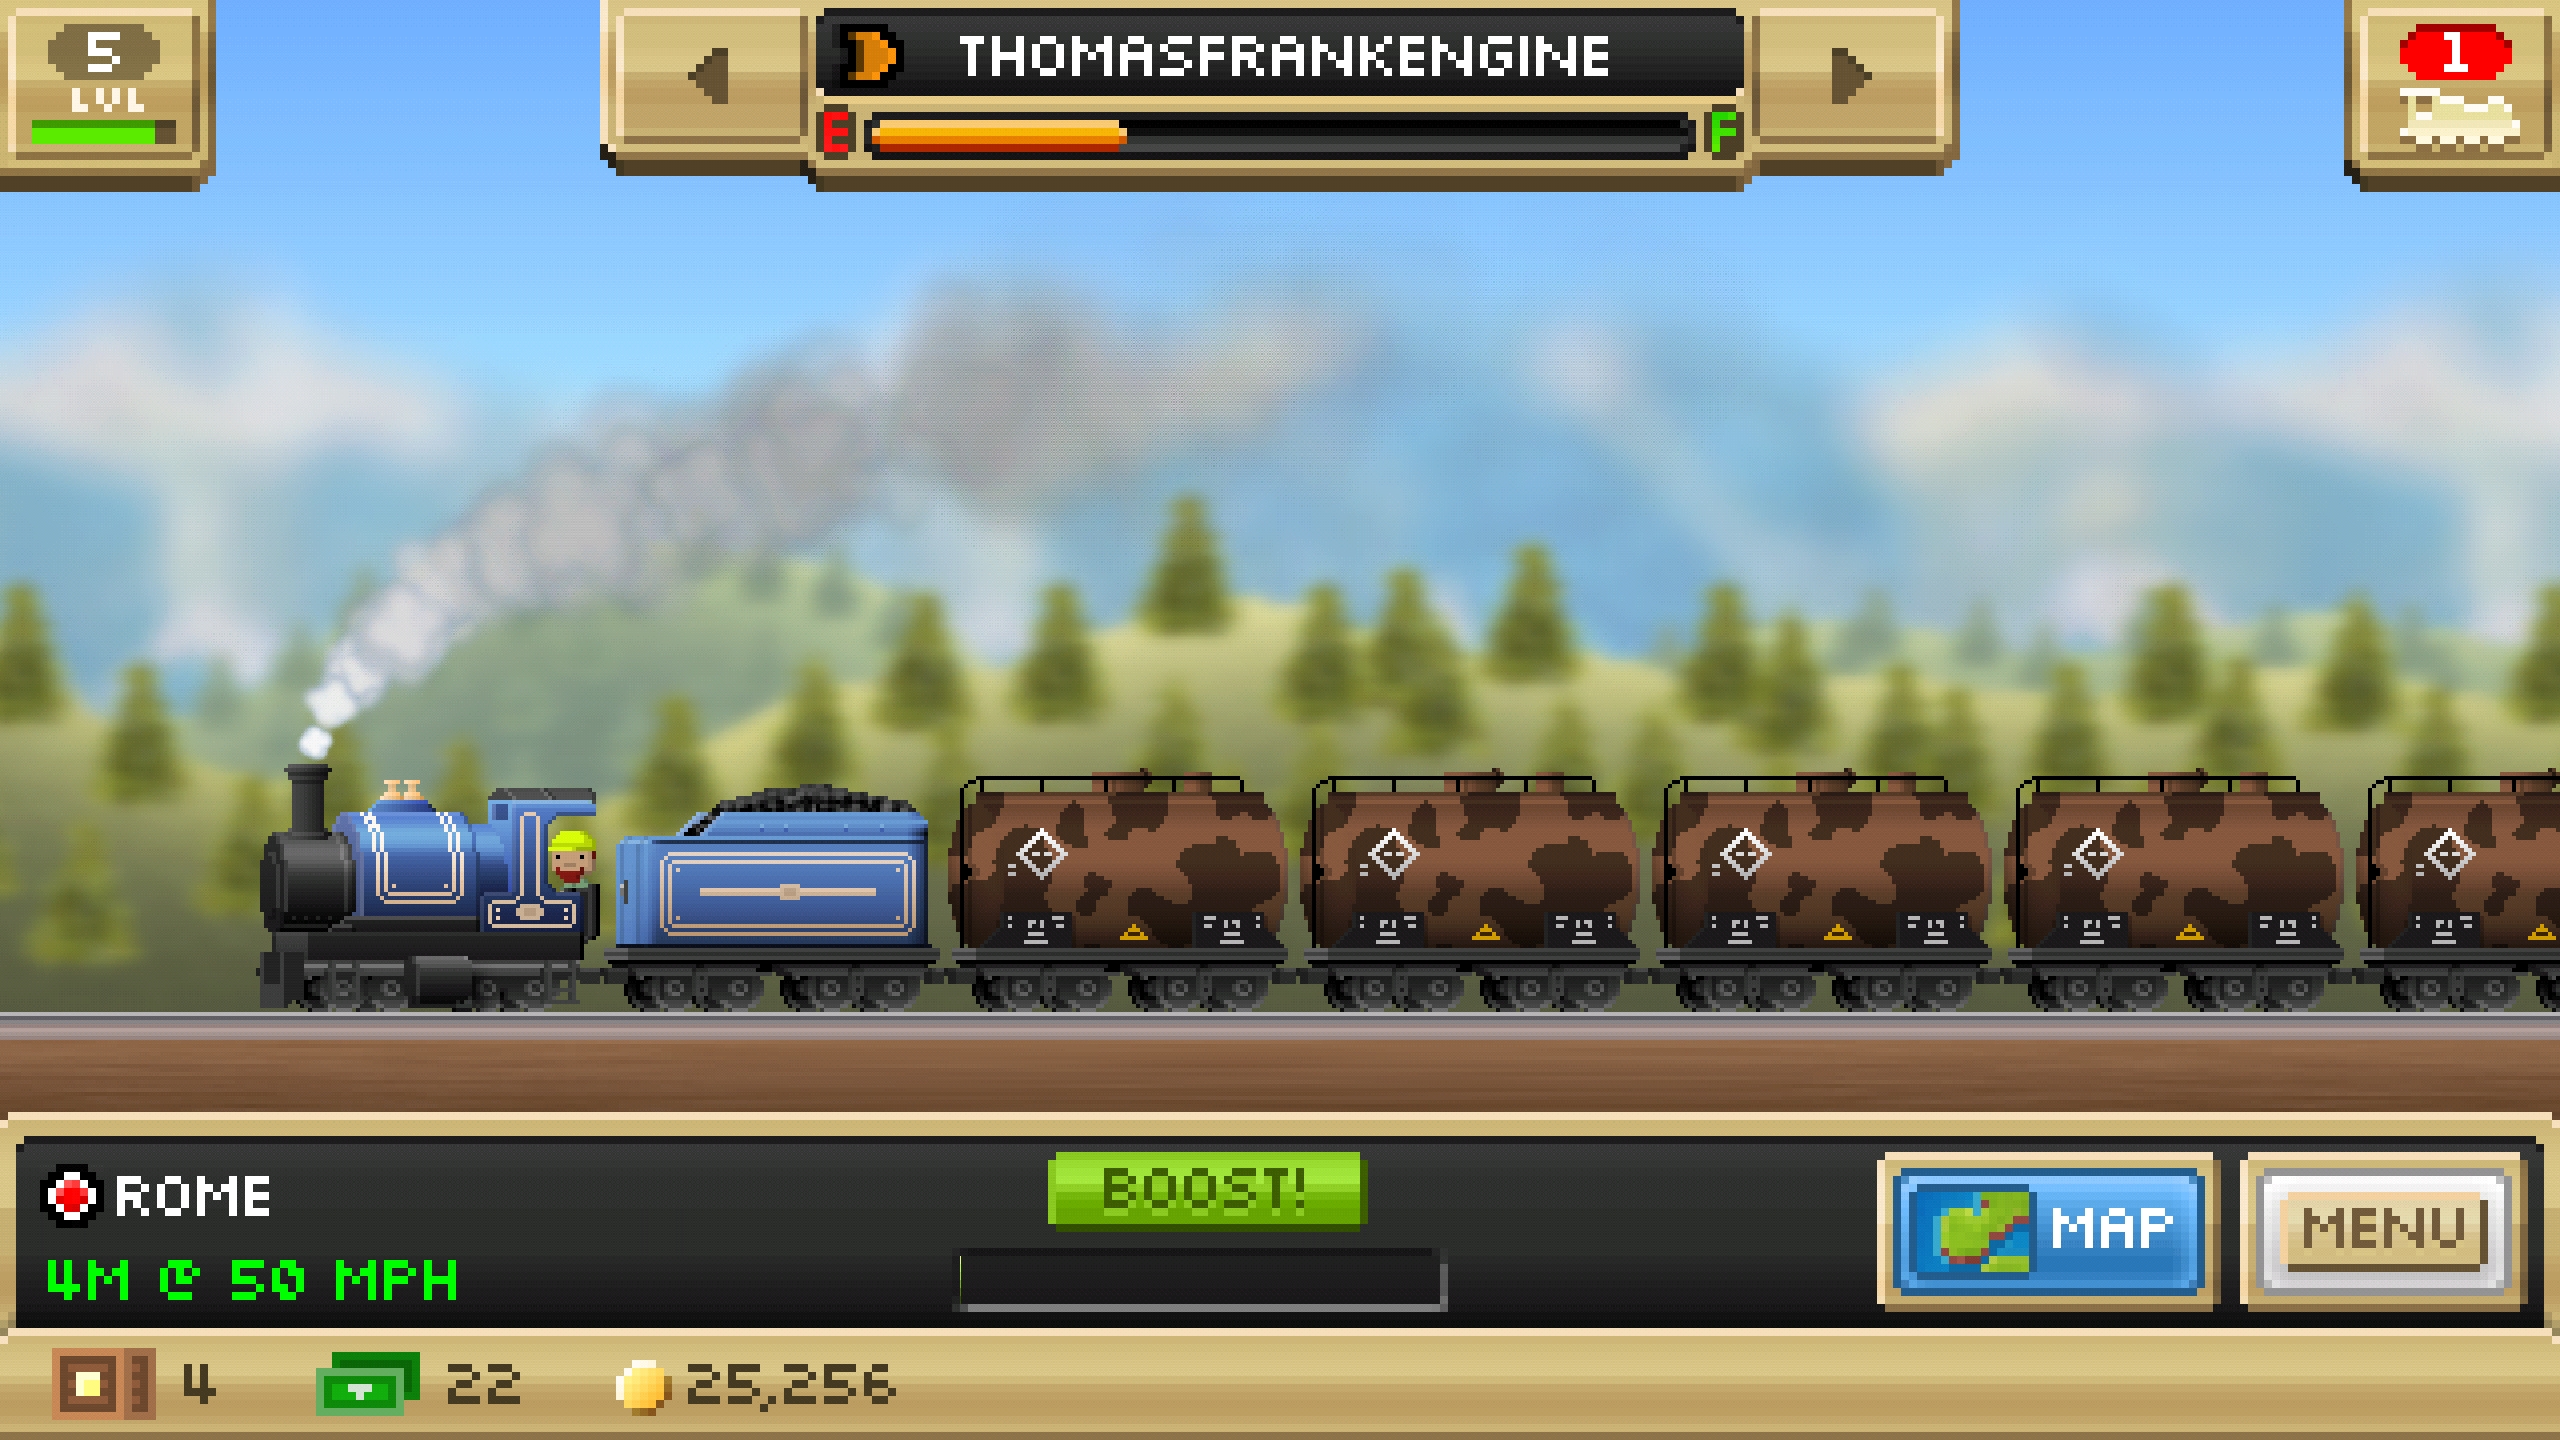 5
LVL
THOMASFRANKENGINE
E F
1
ROME
4M @ 50 MPH
BOOST!
MAP
MENU
4 22 25,256